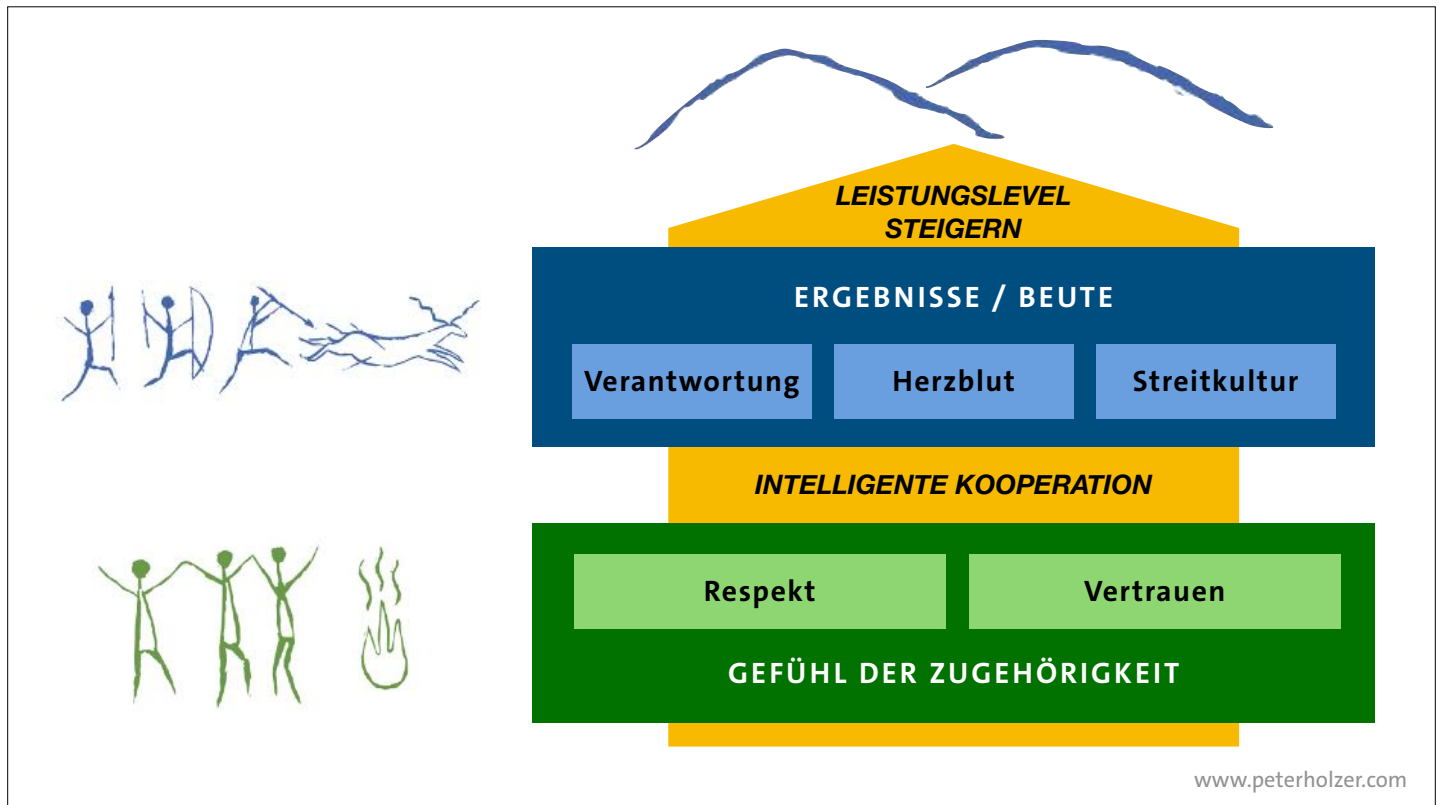 LEISTUNGSLEVEL
STEIGERN
ERGEBNISSE / BEUTE
Verantwortung
Herzblut
Streitkultur
INTELLIGENTE KOOPERATION
Respekt
Vertrauen
GEFÜHL DER ZUGEHÖRIGKEIT
www.peterholzer.com